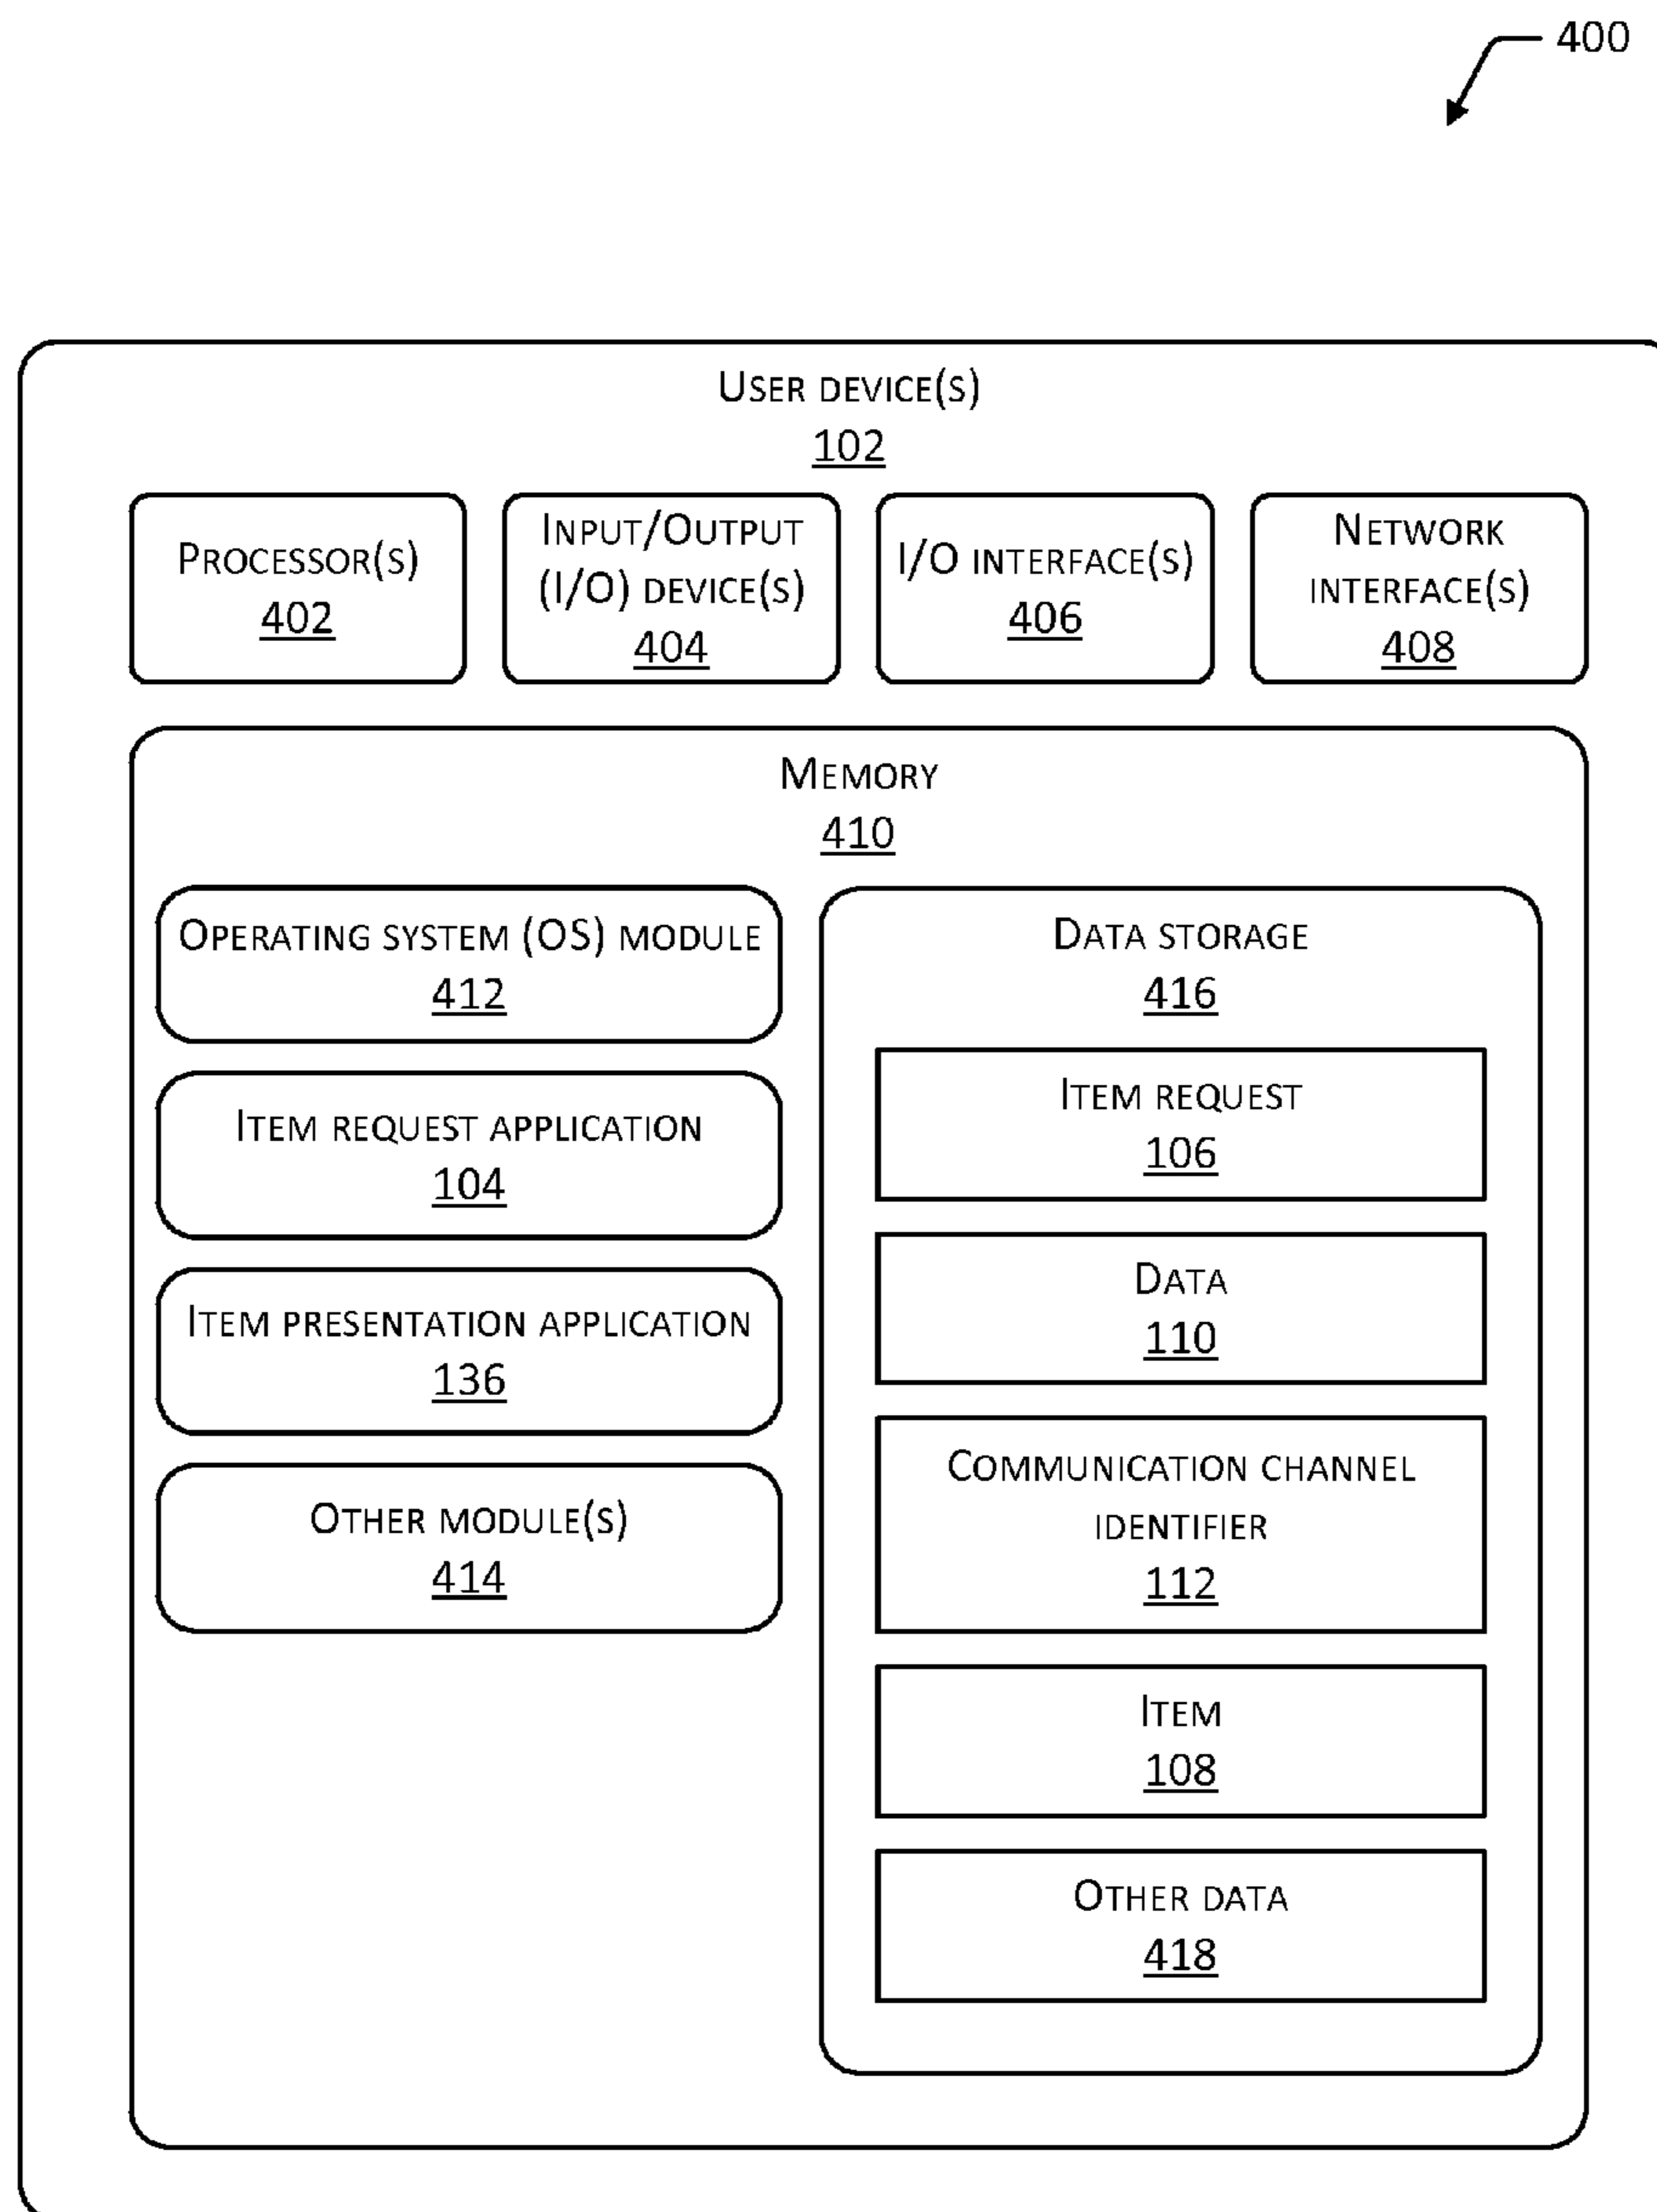 400
User device(s)
102
Processor(s)
402
Input/Output
(I/O) device(s)
404
I/O interface(s)
406
Network
interface(s)
408
Memory
410
Operating system (OS) module
412
Item request application
104
Item presentation application
136
Other module(s)
414
Data storage
416
Item request
106
Data
110
Communication channel
identifier
112
Item
108
Other data
418